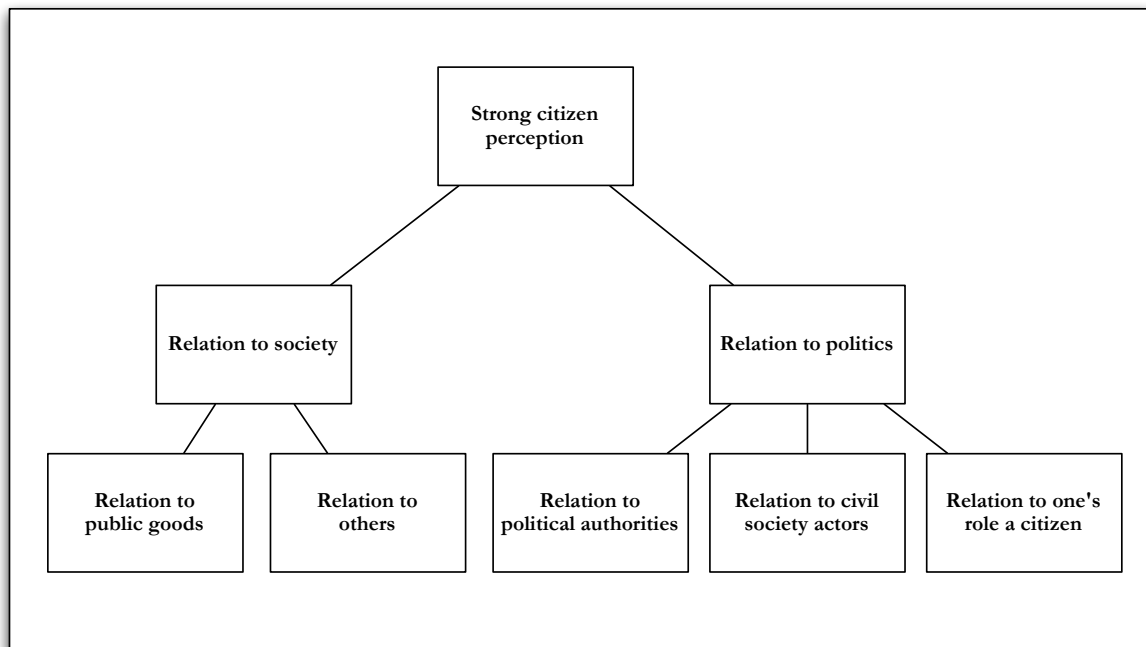 Strong citizen
perception
Relation to society
Relation to politics
Relation to
public goods
Relation to
others
Relation to
political authorities
Relation to civil
society actors
Relation to one's
role a citizen